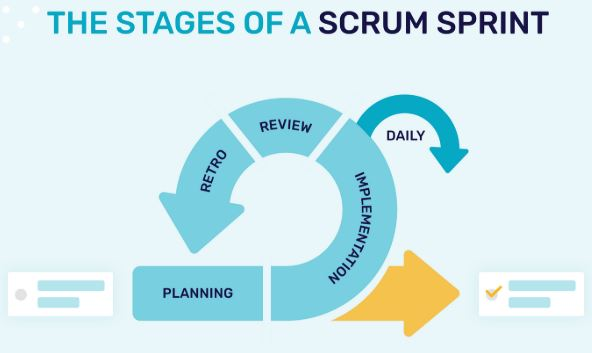 THE STAGES OF A SCRUM SPRINT
REVIEW
DAILY
RETRO
IMPLEMENTATION
PLANNING